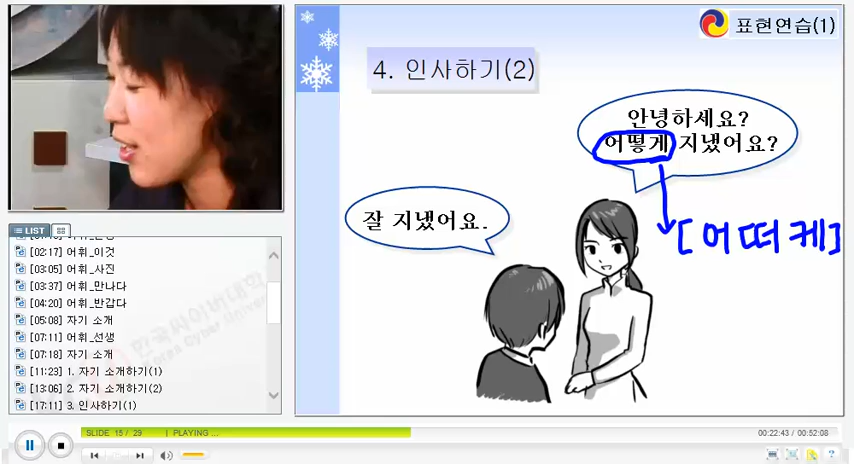 표현연습(1)
4. 인사하기(2)
안녕하세요?
어떻게 지냈어요?
잘 지냈어요.
[어떠케]
LIST
[02:17] 어휘_이것
[03:05] 어휘_사진
[03:37] 어휘_만나다
[04:20] 어휘_반갑다
[05:08] 자기 소개
[07:11] 어휘_선생
[07:18] 자기 소개
[11:23] 1. 자기 소개하기(1)
[13:06] 2. 자기 소개하기(2)
[17:11] 3. 인사하기(1)
SLIDE 15 / 29 | PLAYING ...
00:22:43 / 00:52:08